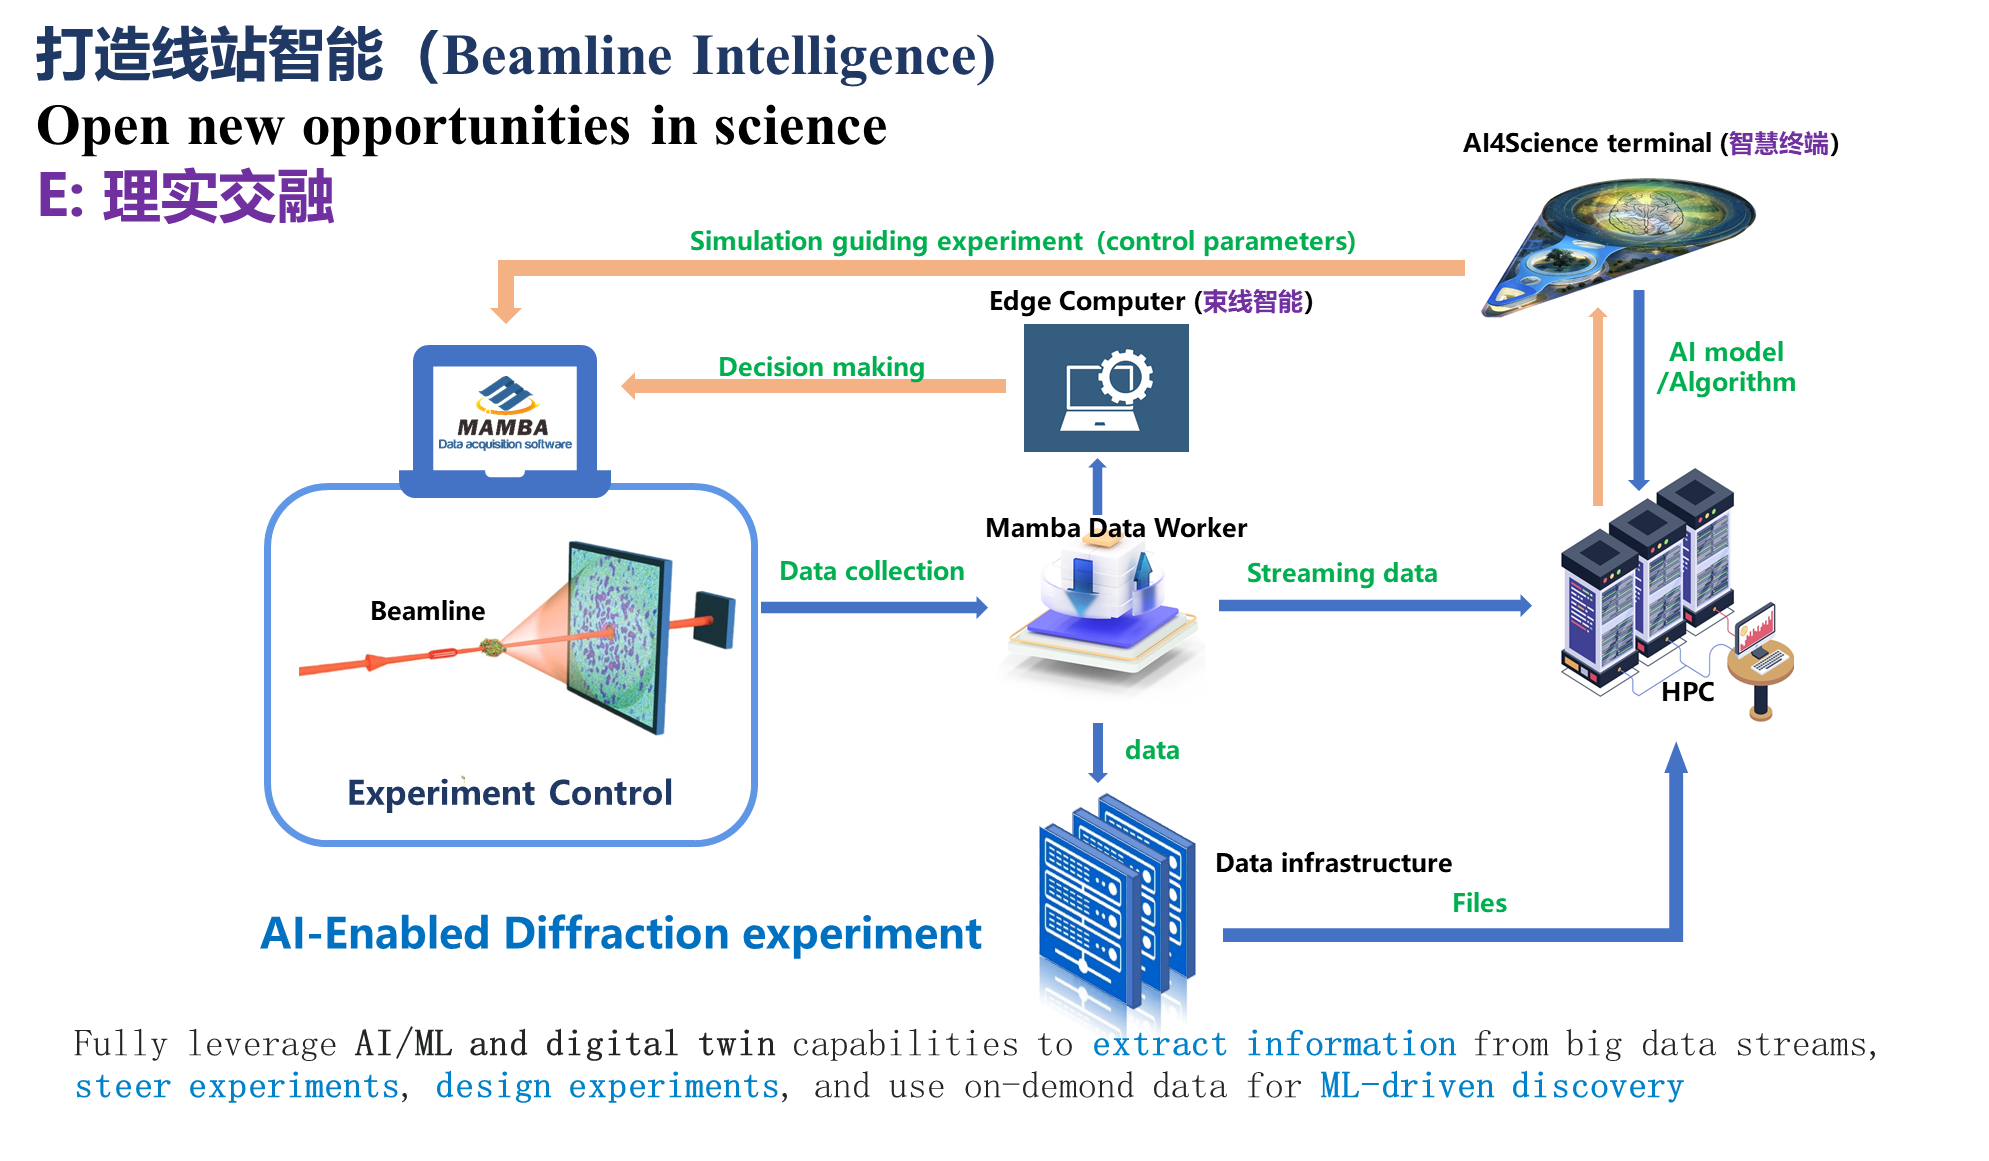 打造线站智能（Beamline Intelligence)
Open new opportunities in science
E: 理实交融
AI4Science terminal (智慧终端)
Simulation guiding experiment (control parameters)
Edge Computer (束线智能)
Decision making
AI model
/Algorithm
MAMBA
Data acquisition software
Mamba Data Worker
Data collection
Streaming data
Beamline
HPC
data
Experiment Control
Data infrastructure
Files
AI-Enabled Diffraction experiment
Fully leverage AI/ML and digital twin capabilities to extract information from big data streams,
steer experiments, design experiments, and use on-demond data for ML-driven discovery